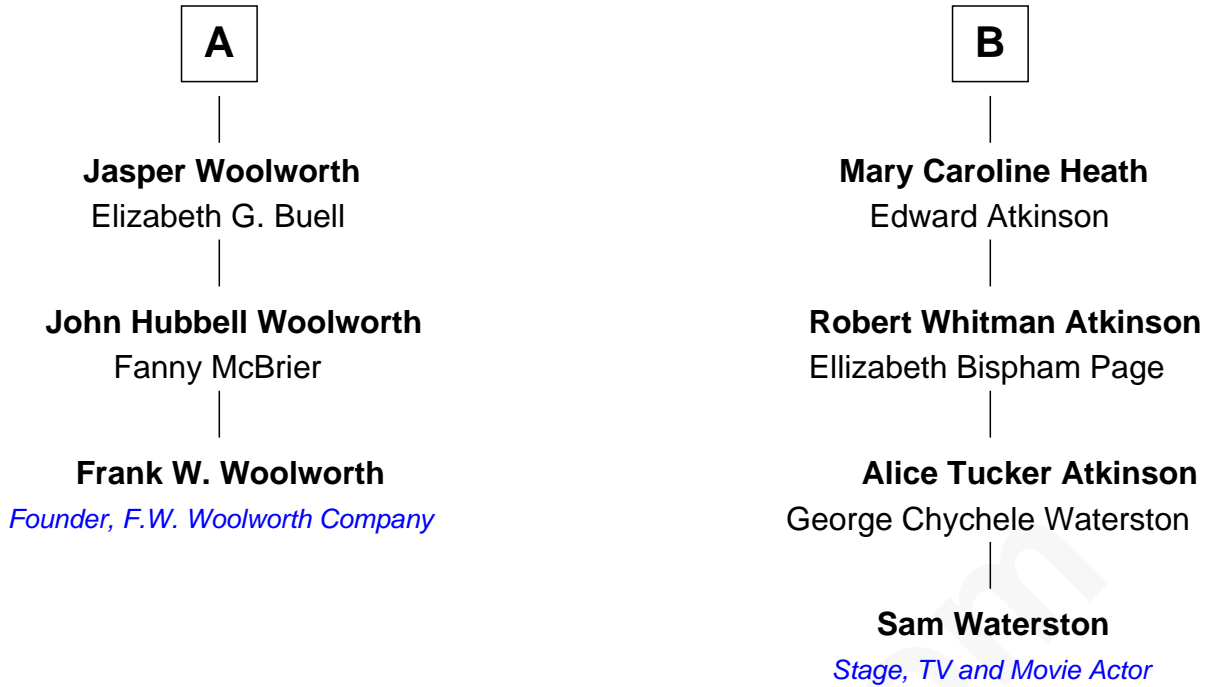 A
Jasper Woolworth
Elizabeth G. Buell
John Hubbell Woolworth
Fanny McBrier
Frank W. Woolworth
Founder, F.W. Woolworth Company
B
Mary Caroline Heath
Edward Atkinson
Robert Whitman Atkinson
Ellizabeth Bispham Page
Alice Tucker Atkinson
George Chychele Waterston
Sam Waterston
Stage, TV and Movie Actor